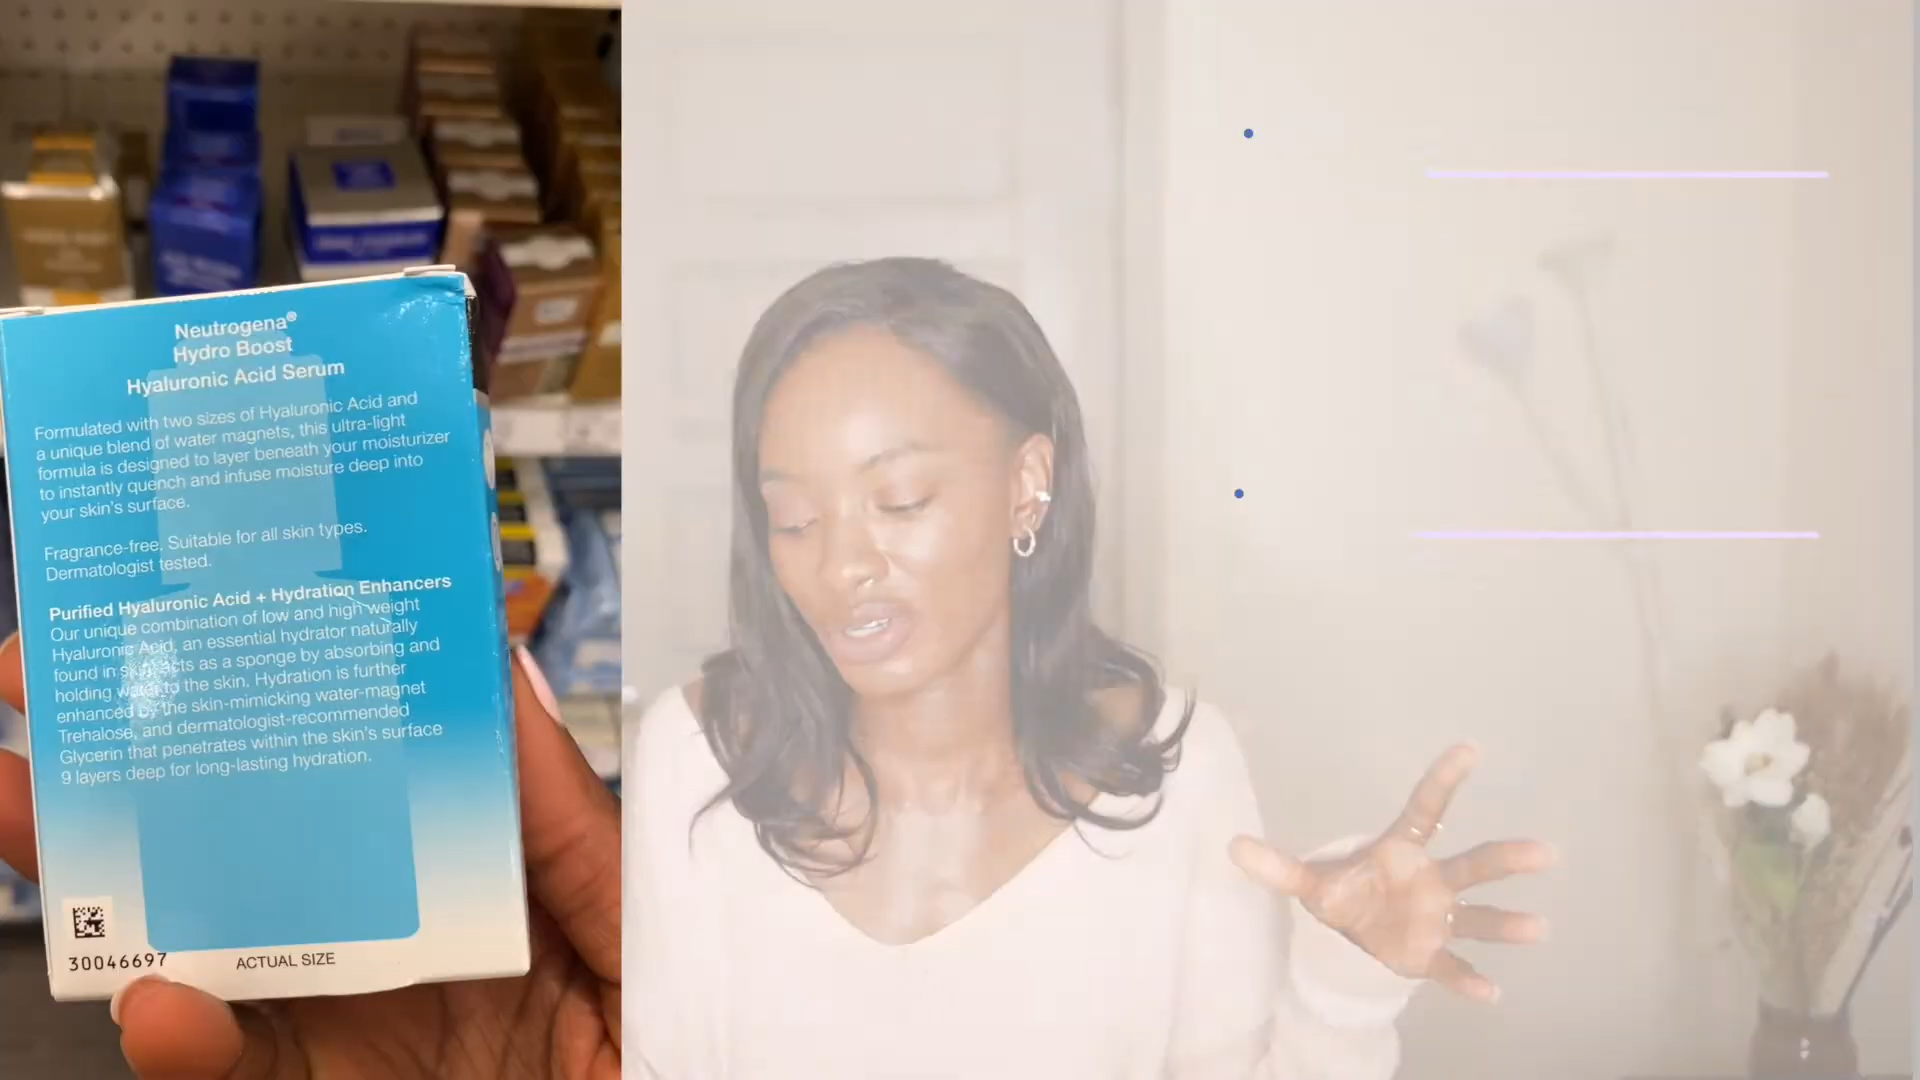 Neutrogena®
Hydro Boost
Hyaluronic Acid Serum
Formulated with two sizes of Hyaluronic Acid and
a unique blend of water magnets, this ultra-light
formula is designed to layer beneath your moisturizer
to instantly quench and infuse moisture deep into
your skin's surface.
Fragrance-free. Suitable for all skin types.
Dermatologist tested.
Purified Hyaluronic Acid + Hydration Enhancers
Our unique combination of low and high weight
Hyaluronic Acid, an essential hydrator naturally
found in skin, acts as a sponge by absorbing and
holding water to the skin. Hydration is further
enhanced by the skin-mimicking water-magnet
Trehalose, and dermatologist-recommended
Glycerin that penetrates within the skin's surface
9 layers deep for long-lasting hydration.
30046697
ACTUAL SIZE